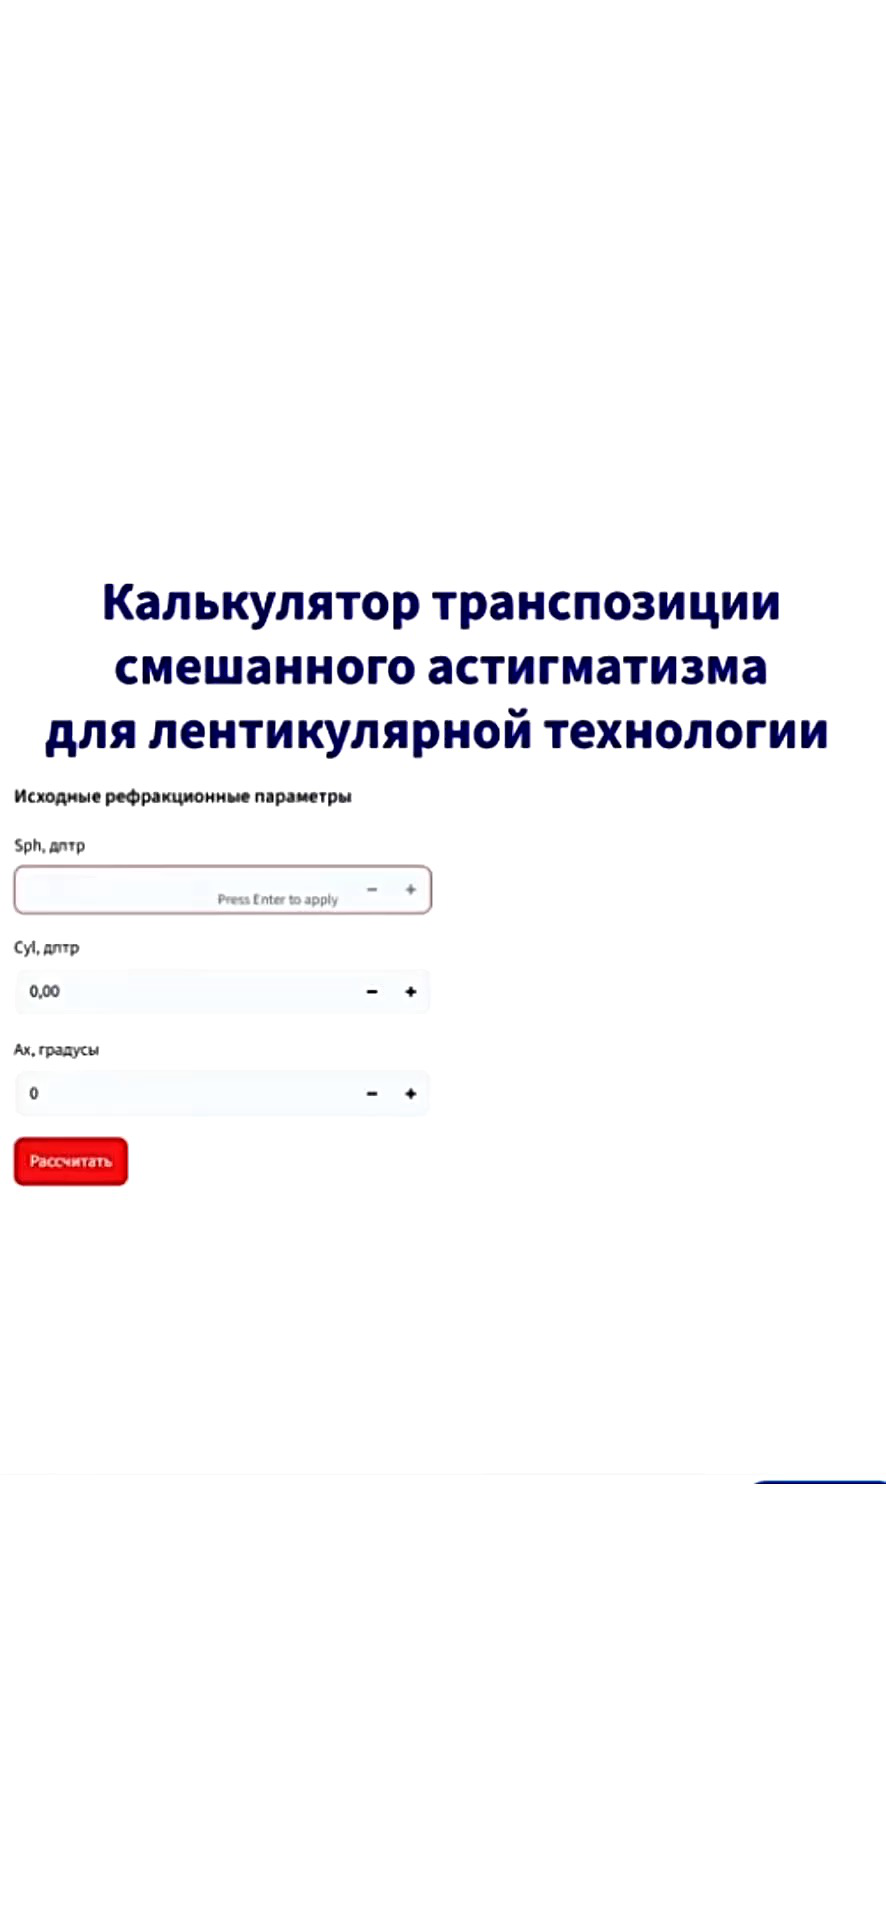 Калькулятор транспозиции
смешанного астигматизма
для лентикулярной технологии
Исходные рефракционные параметры
Sph, дптр
Press Enter to apply
− +
Cyl, дптр
0,00 − +
Ax, градусы
0 − +
Рассчитать